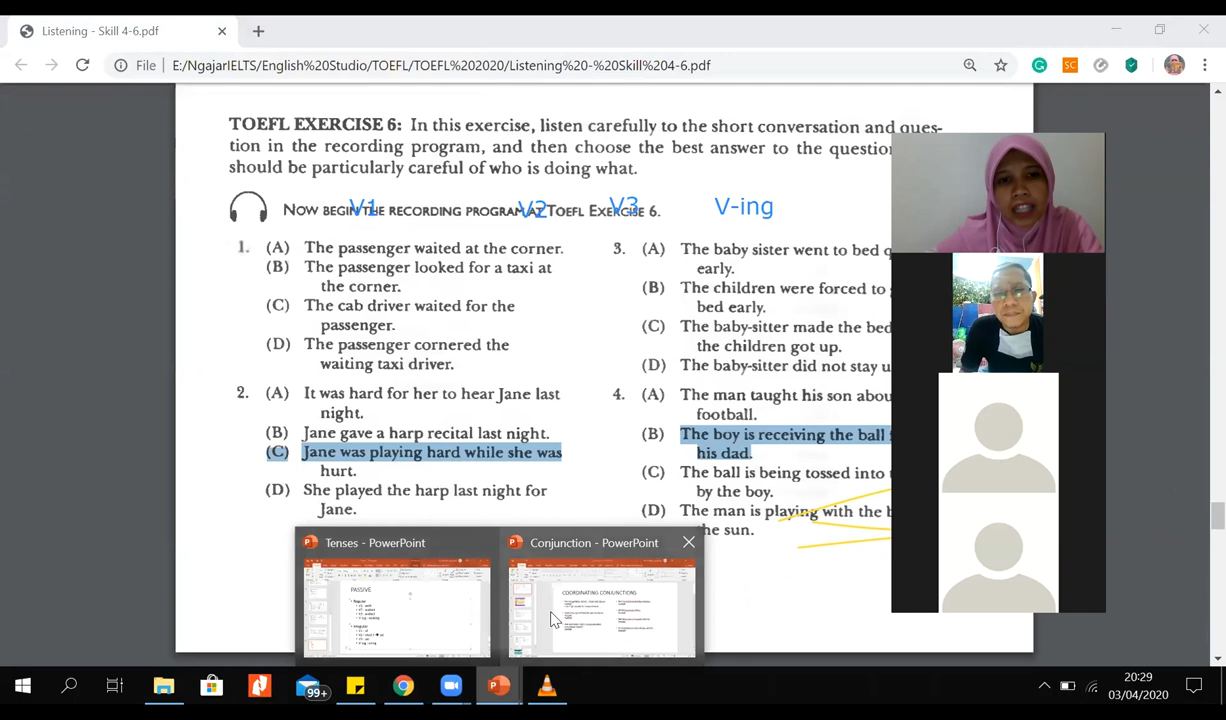 Listening - Skill 4-6.pdf
File
E:/NgajarIELTS/English%20Studio/TOEFL/TOEFL%202020/Listening%20-%20Skill%204-6.pdf
TOEFL EXERCISE 6: In this exercise, listen carefully to the short conversation and ques-
tion in the recording program, and then choose the best answer to the question
should be particularly careful of who is doing what.
V1 V2 V3 V-ing
NOW BEGIN THE RECORDING PROGRAM AT TOEFL EXERCISE 6.
1. (A) The passenger waited at the corner.
(B) The passenger looked for a taxi at
the corner.
(C) The cab driver waited for the
passenger.
(D) The passenger cornered the
waiting taxi driver.
2. (A) It was hard for her to hear Jane last
night.
(B) Jane gave a harp recital last night.
(C) Jane was playing hard while she was
hurt.
(D) She played the harp last night for
Jane.
3. (A) The baby sister went to bed
early.
(B) The children were forced to
bed early.
(C) The baby-sitter made the bed
the children got up.
(D) The baby-sitter did not stay
4. (A) The man taught his son
football.
(B) The boy is receiving the ball
his dad.
(C) The ball is being tossed into
by the boy.
(D) The man is playing with the
the sun.
Tenses - PowerPoint
Conjunction - PowerPoint
PASSIVE
COORDINATING CONJUNCTIONS
SC
99+
20:29
03/04/2020